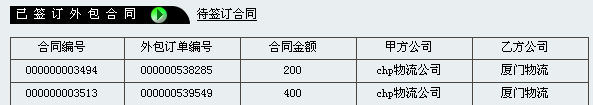 已签订外包合同 待签订合同
合同编号 外包订单编号 合同金额 甲方公司 乙方公司
000000003494 000000538285 200 chp物流公司 厦门物流
000000003513 000000539549 400 chp物流公司 厦门物流